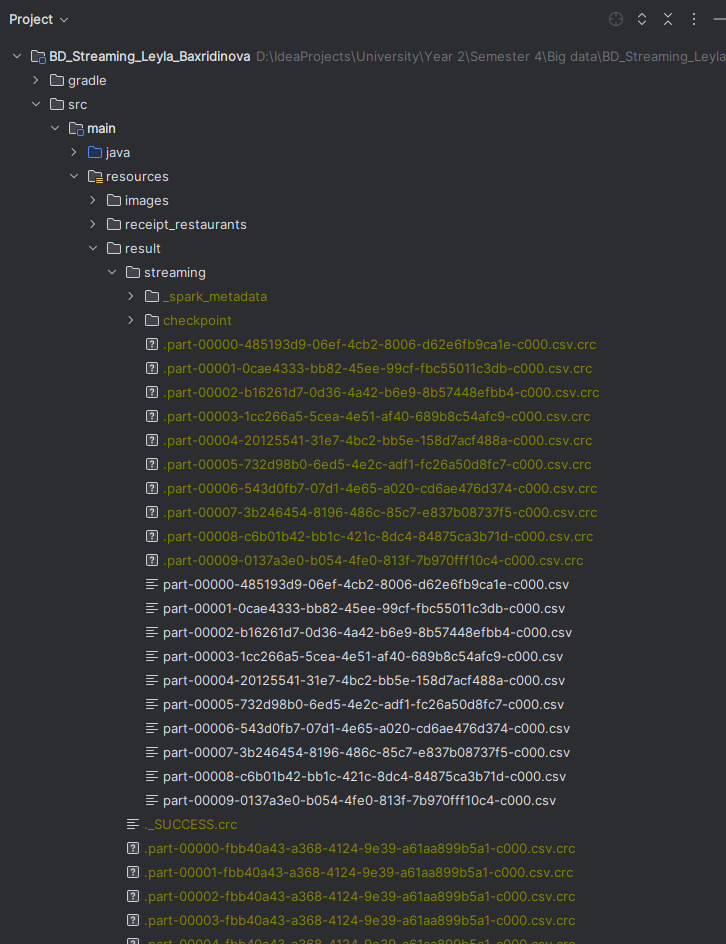 Project
BD_Streaming_Leyla_Baxridinova D:\IdeaProjects\University\Year 2\Semester 4\Big data\BD_Streaming_Leyla
gradle
src
main
java
resources
images
receipt_restaurants
result
streaming
_spark_metadata
checkpoint
.part-00000-485193d9-06ef-4cb2-8006-d62e6fb9ca1e-c000.csv.crc
.part-00001-0cae4333-bb82-45ee-99cf-fbc55011c3db-c000.csv.crc
.part-00002-b16261d7-0d36-4a42-b6e9-8b57448efbb4-c000.csv.crc
.part-00003-1cc266a5-5cea-4e51-af40-689b8c54afc9-c000.csv.crc
.part-00004-20125541-31e7-4bc2-bb5e-158d7acf488a-c000.csv.crc
.part-00005-732d98b0-6ed5-4e2c-adf1-fc26a50d8fc7-c000.csv.crc
.part-00006-543d0fb7-07d1-4e65-a020-cd6ae476d374-c000.csv.crc
.part-00007-3b246454-8196-486c-85c7-e837b08737f5-c000.csv.crc
.part-00008-c6b01b42-bb1c-421c-8dc4-84875ca3b71d-c000.csv.crc
.part-00009-0137a3e0-b054-4fe0-813f-7b970fff10c4-c000.csv.crc
part-00000-485193d9-06ef-4cb2-8006-d62e6fb9ca1e-c000.csv
part-00001-0cae4333-bb82-45ee-99cf-fbc55011c3db-c000.csv
part-00002-b16261d7-0d36-4a42-b6e9-8b57448efbb4-c000.csv
part-00003-1cc266a5-5cea-4e51-af40-689b8c54afc9-c000.csv
part-00004-20125541-31e7-4bc2-bb5e-158d7acf488a-c000.csv
part-00005-732d98b0-6ed5-4e2c-adf1-fc26a50d8fc7-c000.csv
part-00006-543d0fb7-07d1-4e65-a020-cd6ae476d374-c000.csv
part-00007-3b246454-8196-486c-85c7-e837b08737f5-c000.csv
part-00008-c6b01b42-bb1c-421c-8dc4-84875ca3b71d-c000.csv
part-00009-0137a3e0-b054-4fe0-813f-7b970fff10c4-c000.csv
._SUCCESS.crc
.part-00000-fbb40a43-a368-4124-9e39-a61aa899b5a1-c000.csv.crc
.part-00001-fbb40a43-a368-4124-9e39-a61aa899b5a1-c000.csv.crc
.part-00002-fbb40a43-a368-4124-9e39-a61aa899b5a1-c000.csv.crc
.part-00003-fbb40a43-a368-4124-9e39-a61aa899b5a1-c000.csv.crc